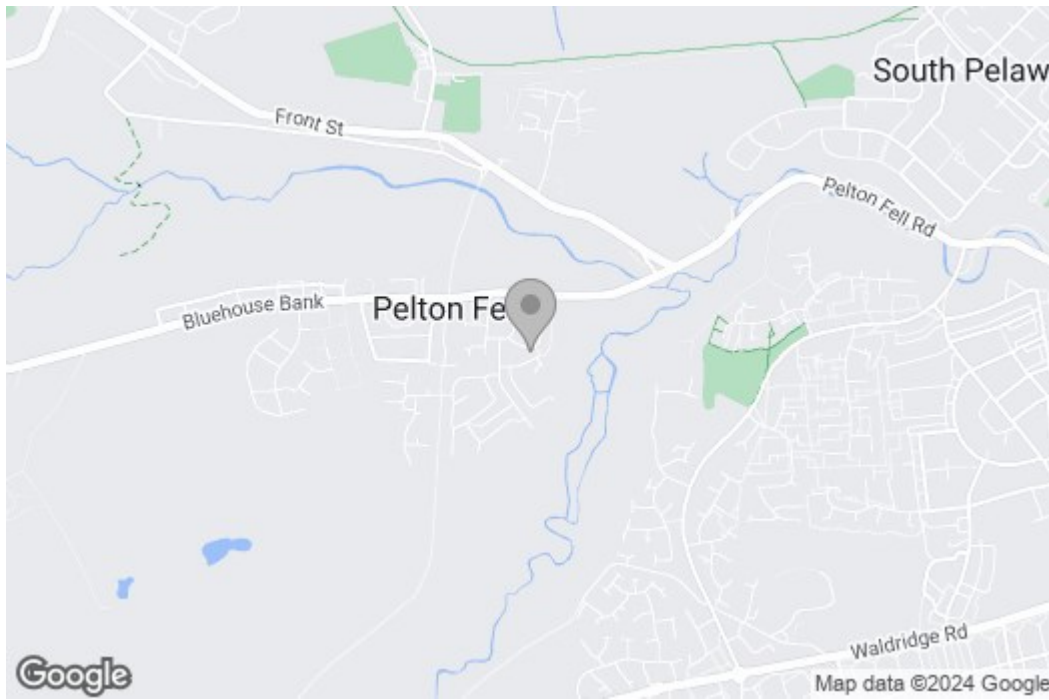 South Pelaw
Front St
Pelton Fell Rd
Bluehouse Bank
Pelton Fe
Waldridge Rd
Google
Map data ©2024 Google